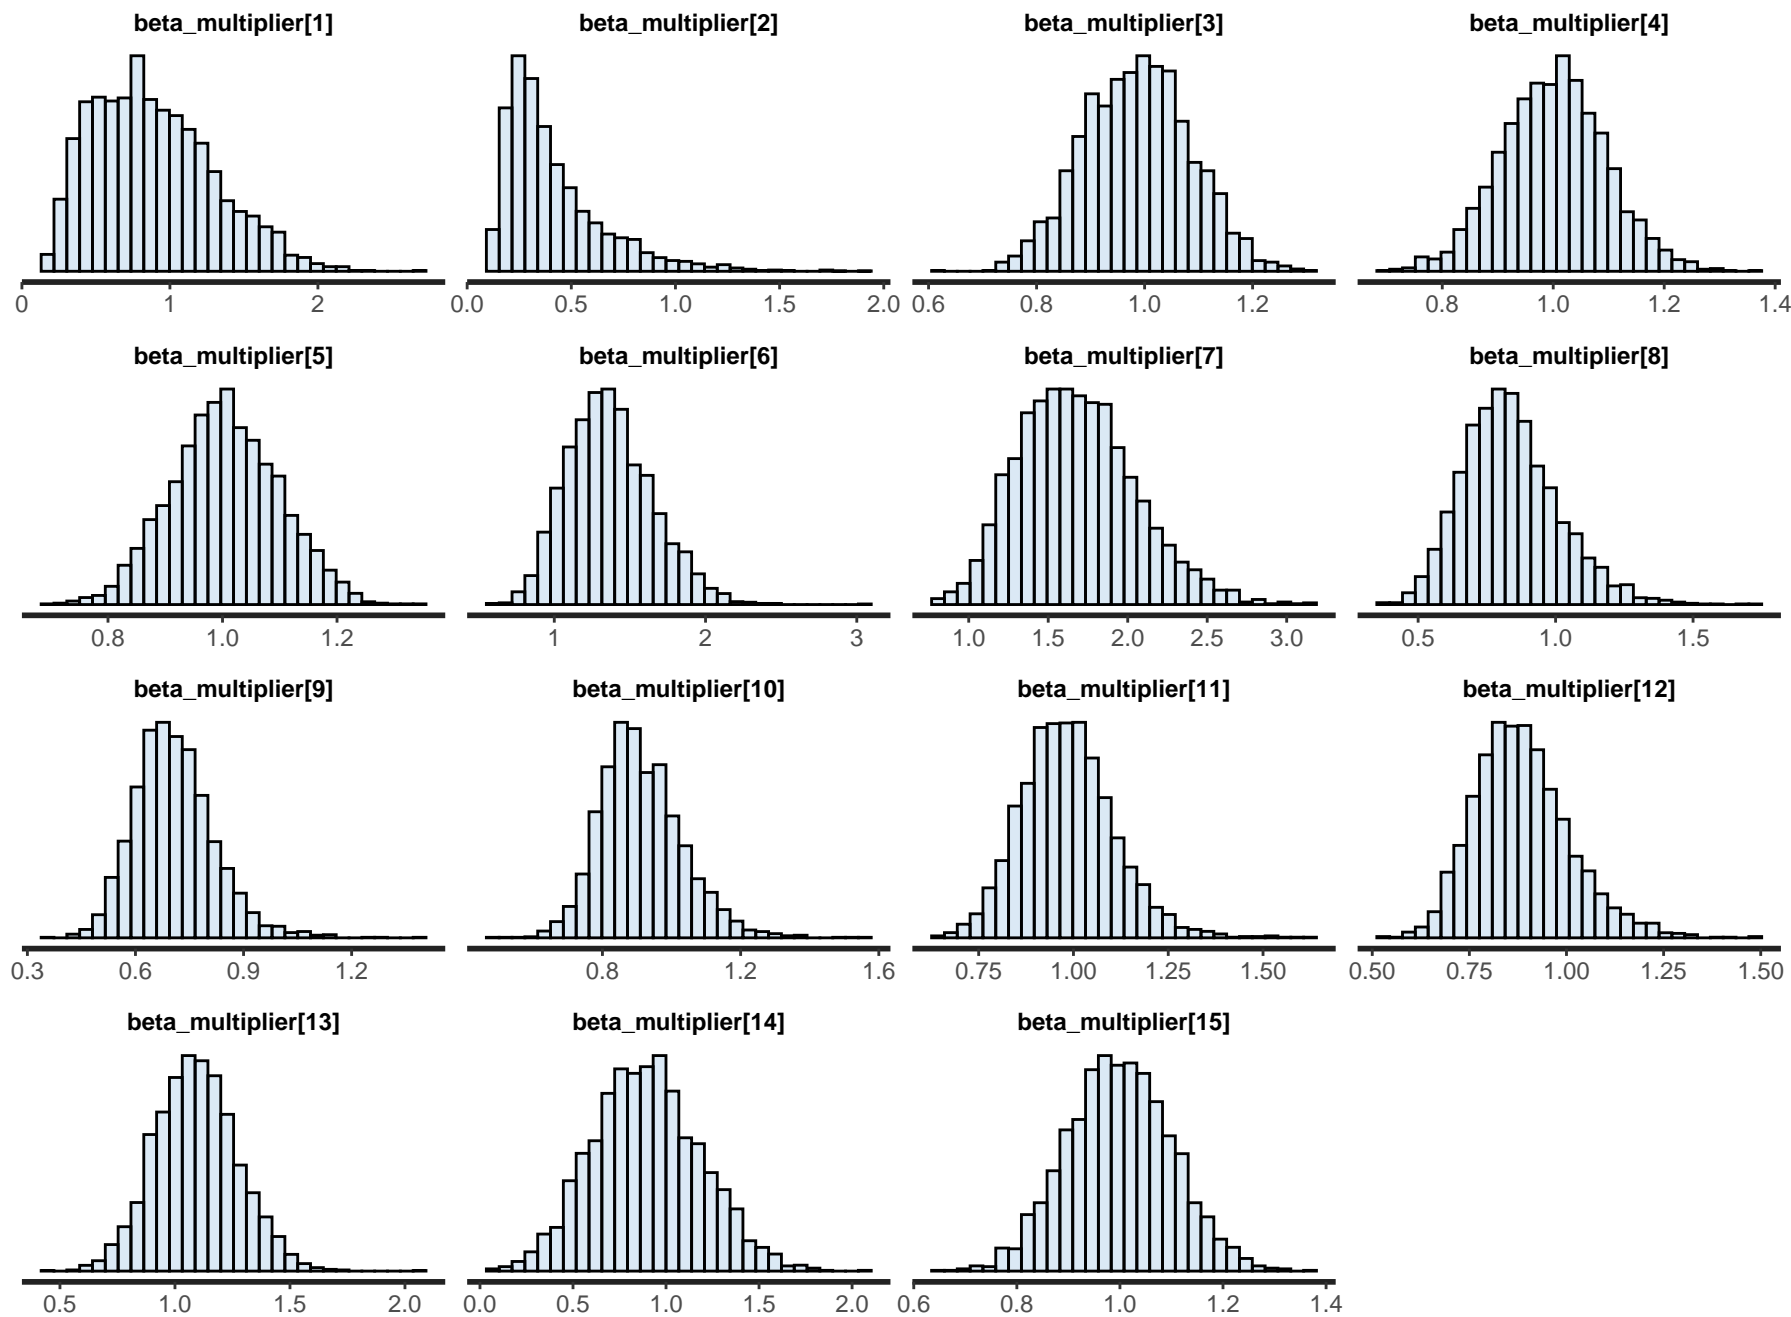 beta_multiplier[1] beta_multiplier[2] beta_multiplier[3] beta_multiplier[4]
0 1 2 0.0 0.5 1.0 1.5 2.0 0.6 0.8 1.0 1.2 0.8 1.0 1.2 1.4
beta_multiplier[5] beta_multiplier[6] beta_multiplier[7] beta_multiplier[8]
0.8 1.0 1.2 1 2 3 1.0 1.5 2.0 2.5 3.0 0.5 1.0 1.5
beta_multiplier[9] beta_multiplier[10] beta_multiplier[11] beta_multiplier[12]
0.3 0.6 0.9 1.2 0.8 1.2 1.6 0.75 1.00 1.25 1.50 0.50 0.75 1.00 1.25 1.50
beta_multiplier[13] beta_multiplier[14] beta_multiplier[15]
0.5 1.0 1.5 2.0 0.0 0.5 1.0 1.5 2.0 0.6 0.8 1.0 1.2 1.4